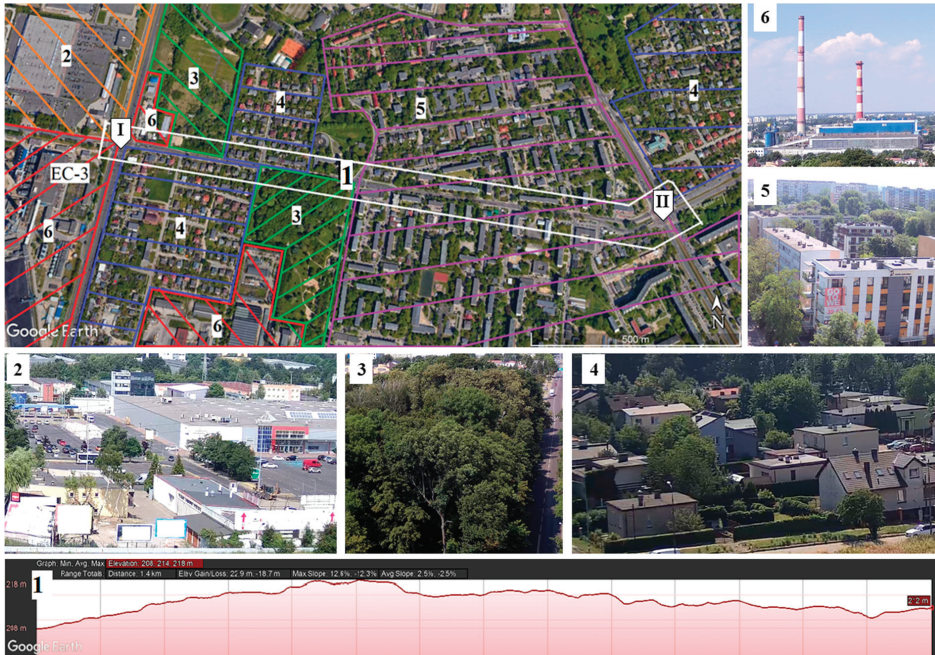 2
3
4
6
I
EC-3
1
5
4
II
3
4
6
6
Google Earth
500 m
N
6
5
2
3
4
1
Graph: Min, Avg, Max Elevation: 208, 214, 218 m
Range Totals: Distance: 1.4 km Elev Gain/Loss: 22.9 m, -18.7 m Max Slope: 12.6%, -12.3% Avg Slope: 2.5%, -2.5%
218 m
212 m
208 m
Google Earth